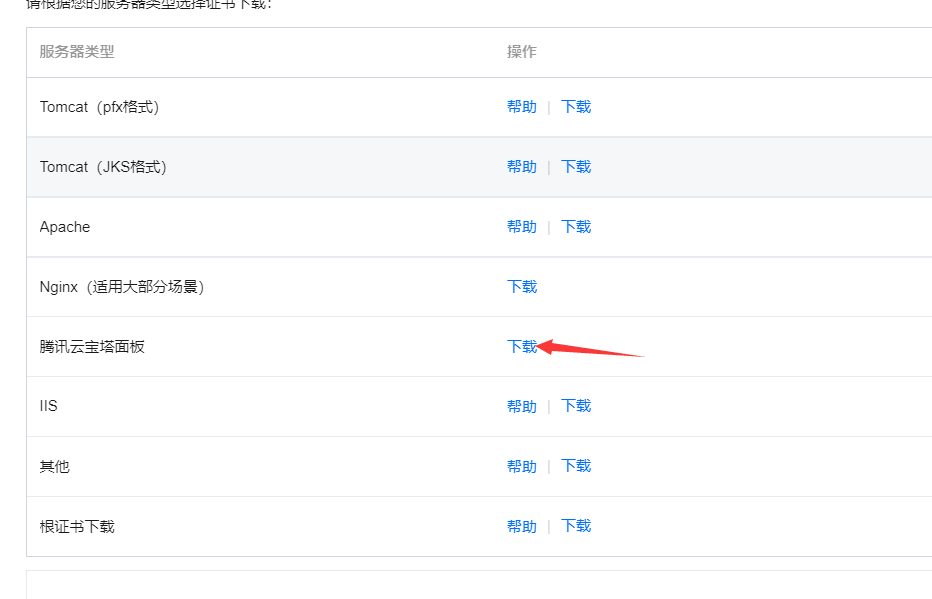 请根据您的服务器类型选择证书下载:
服务器类型 操作
Tomcat（pfx格式） 帮助 | 下载
Tomcat（JKS格式） 帮助 | 下载
Apache 帮助 | 下载
Nginx（适用大部分场景） 下载
腾讯云宝塔面板 下载
IIS 帮助 | 下载
其他 帮助 | 下载
根证书下载 帮助 | 下载